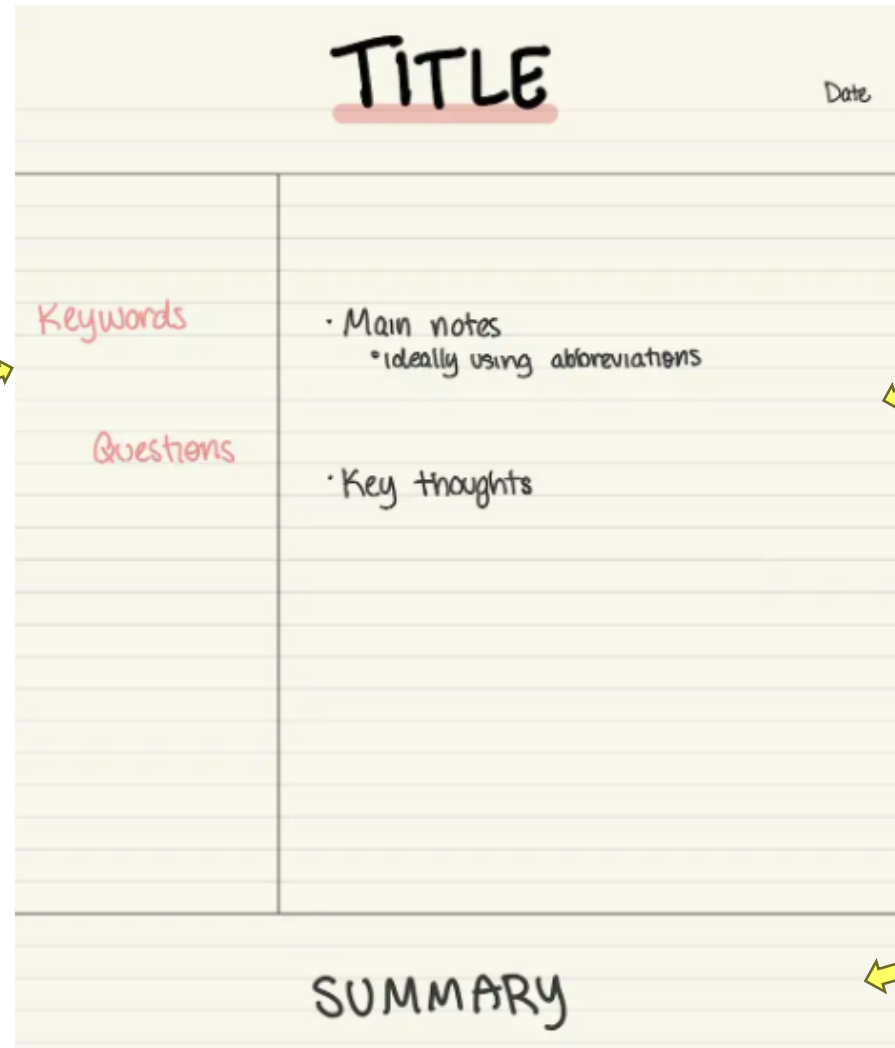 TITLE
Date
Keywords
Questions
· Main notes
• ideally using abbreviations
· Key thoughts
SUMMARY